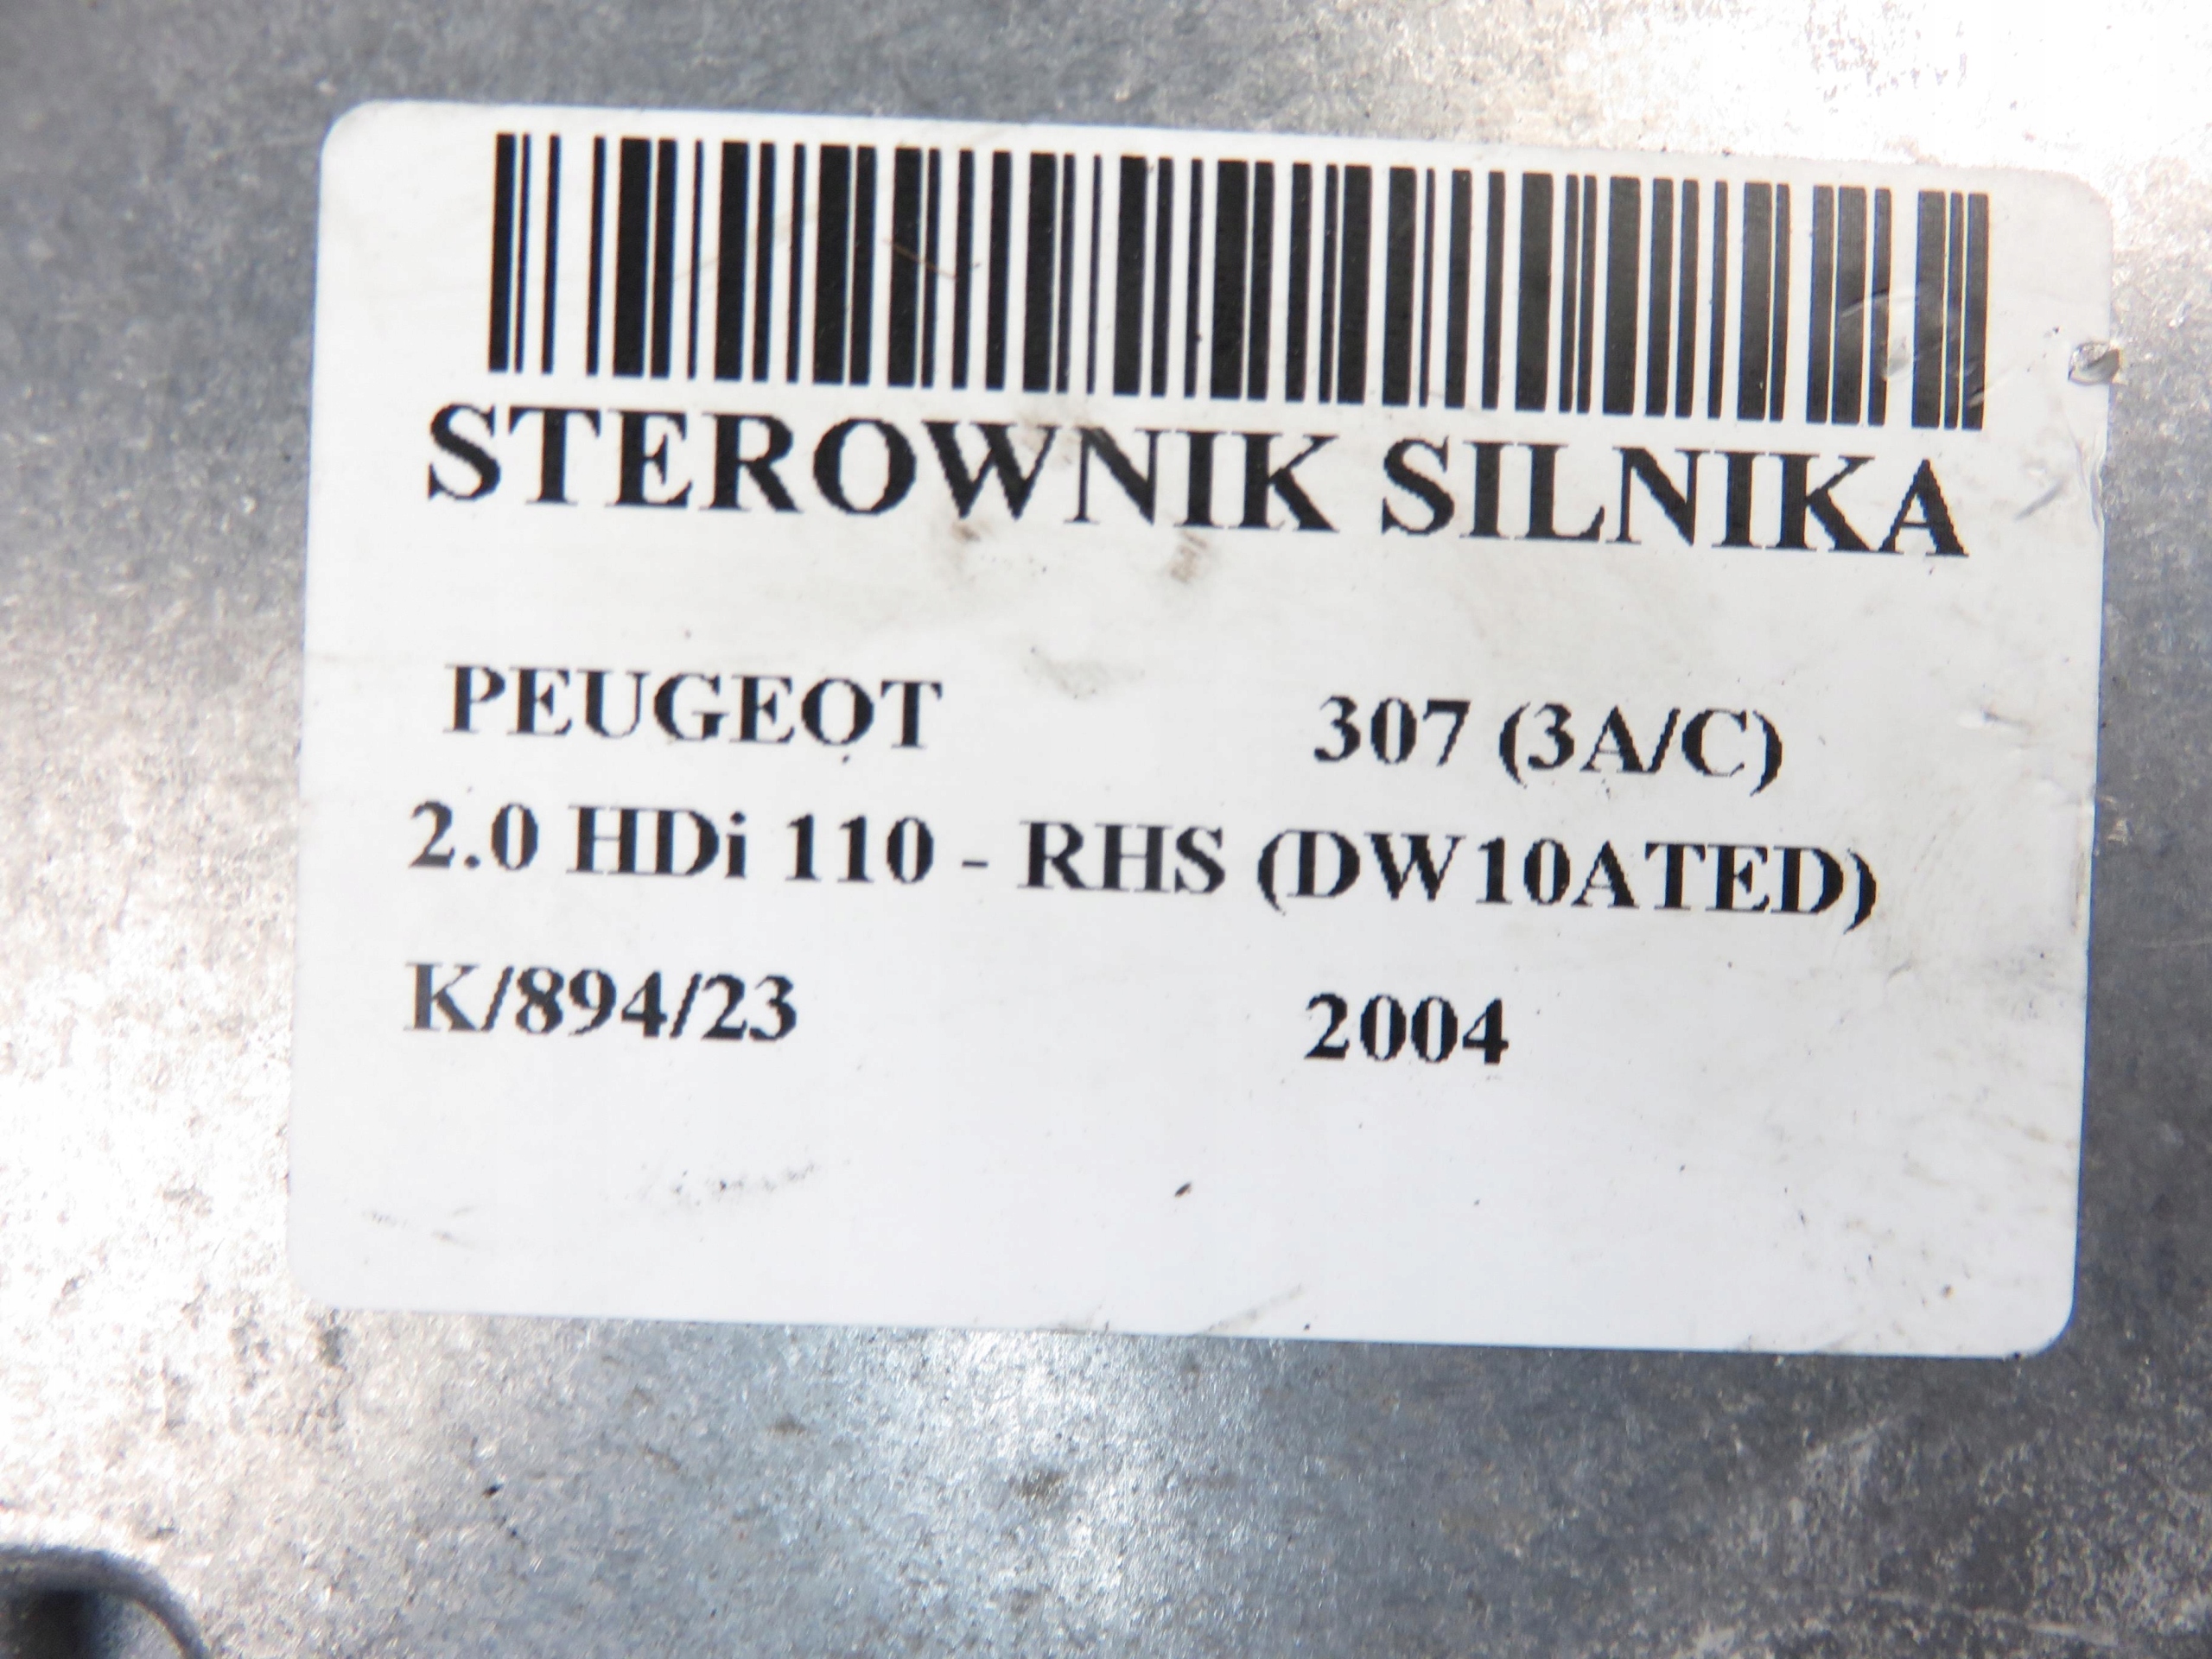 STEROWNIK SILNIKA
PEUGEOT 307 (3A/C)
2.0 HDi 110 - RHS (DW10ATED)
K/894/23 2004